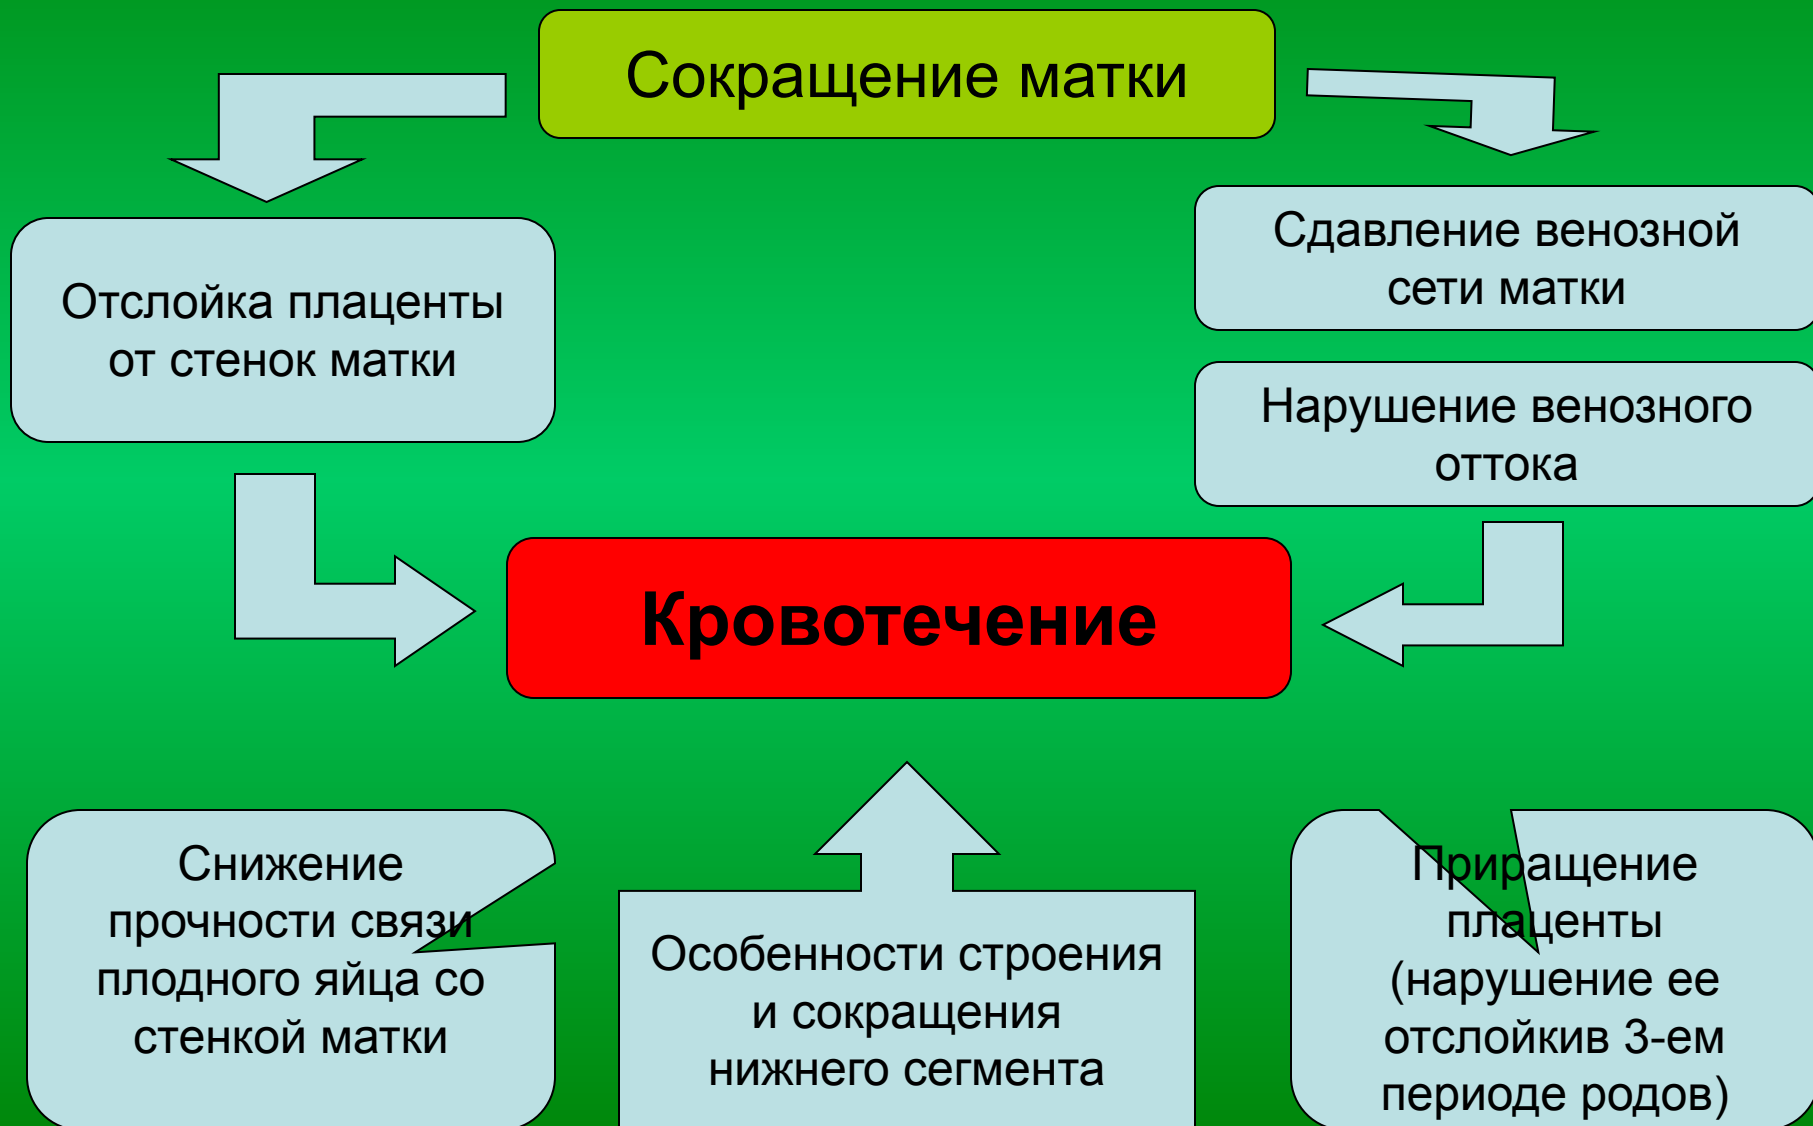 Сокращение матки
Отслойка плаценты
от стенок матки
Сдавление венозной
сети матки
Нарушение венозного
оттока
Кровотечение
Снижение
прочности связи
плодного яйца со
стенкой матки
Особенности строения
и сокращения
нижнего сегмента
Приращение
плаценты
(нарушение ее
отслойкив 3-ем
периоде родов)